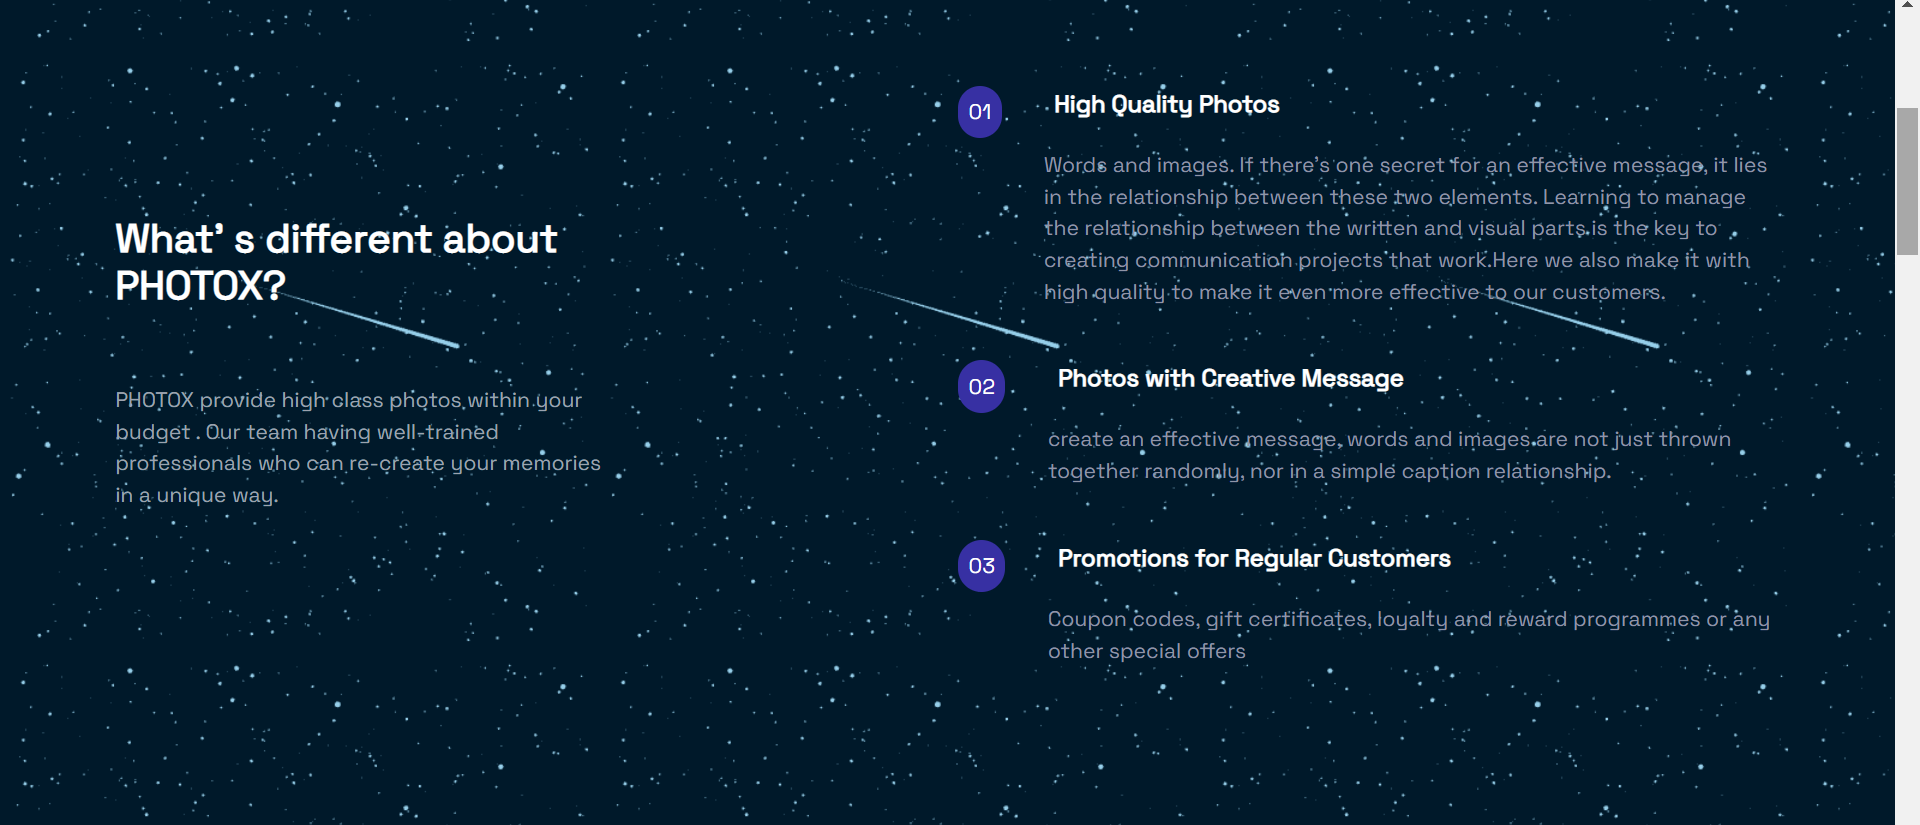 What’ s different about
PHOTOX?
PHOTOX provide high class photos within your
budget . Our team having well-trained
professionals who can re-create your memories
in a unique way.
01
High Quality Photos
Words and images. If there’s one secret for an effective message, it lies
in the relationship between these two elements. Learning to manage
the relationship between the written and visual parts is the key to
creating communication projects that work.Here we also make it with
high quality to make it even more effective to our customers.
02
Photos with Creative Message
create an effective message, words and images are not just thrown
together randomly, nor in a simple caption relationship.
03
Promotions for Regular Customers
Coupon codes, gift certificates, loyalty and reward programmes or any
other special offers